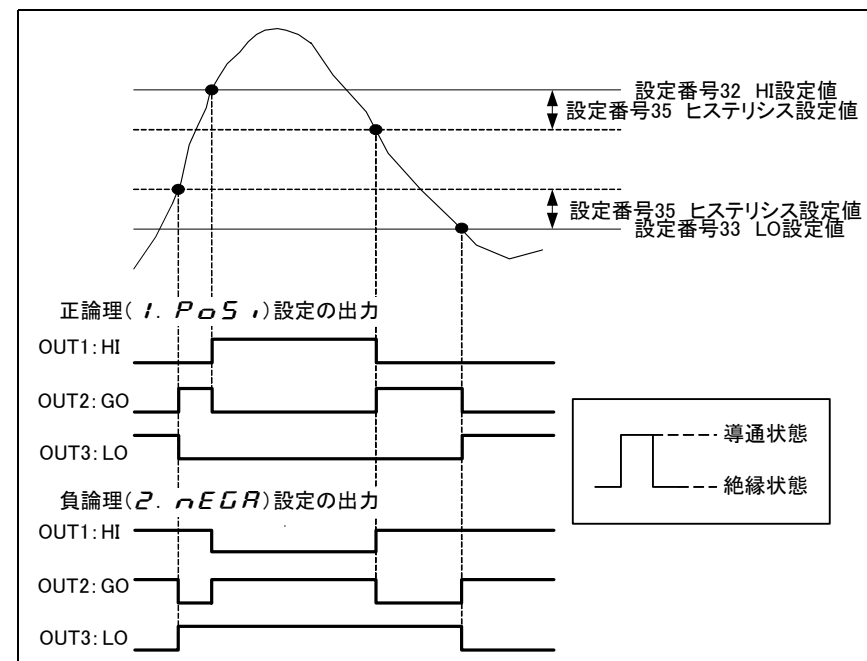 設定番号32 HI設定値
設定番号35 ヒステリシス設定値
設定番号35 ヒステリシス設定値
設定番号33 LO設定値
正論理(1. PoSi)設定の出力
OUT1:HI
OUT2:GO
OUT3:LO
導通状態
絶縁状態
負論理(2. nEGA)設定の出力
OUT1:HI
OUT2:GO
OUT3:LO